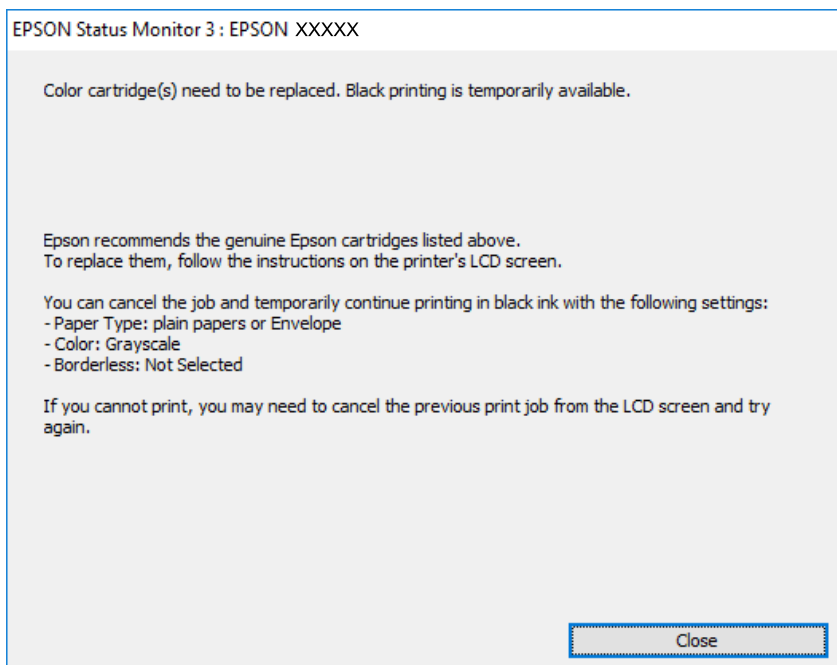 EPSON Status Monitor 3 : EPSON XXXXX
Color cartridge(s) need to be replaced. Black printing is temporarily available.
Epson recommends the genuine Epson cartridges listed above.
To replace them, follow the instructions on the printer's LCD screen.
You can cancel the job and temporarily continue printing in black ink with the following settings:
- Paper Type: plain papers or Envelope
- Color: Grayscale
- Borderless: Not Selected
If you cannot print, you may need to cancel the previous print job from the LCD screen and try
again.
Close